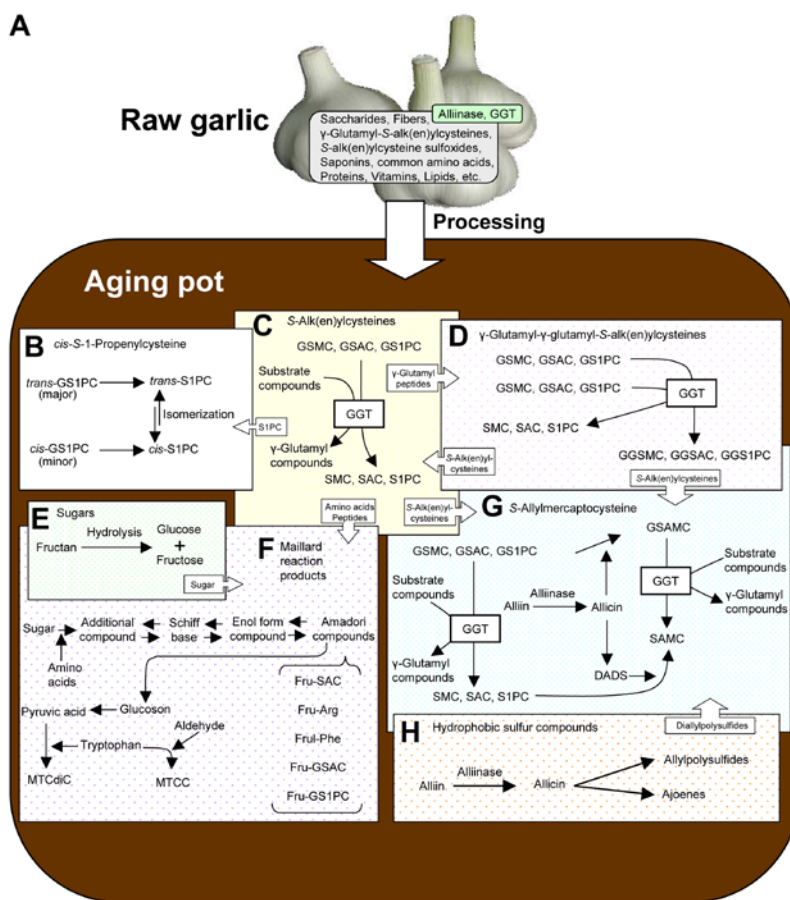 A
Raw garlic
Alliinase, GGT
Saccharides, Fibers,
γ-Glutamyl-S-alk(en)ylcysteines,
S-alk(en)ylcysteine sulfoxides,
Saponins, common amino acids,
Proteins, Vitamins, Lipids, etc.
Processing
Aging pot
B
cis-S-1-Propenylcysteine
trans-GS1PC
(major)
trans-S1PC
Isomerization
cis-GS1PC
(minor)
cis-S1PC
S1PC
C
S-Alk(en)ylcysteines
GSMC, GSAC, GS1PC
Substrate
compounds
GGT
γ-Glutamyl
compounds
SMC, SAC, S1PC
γ-Glutamyl
peptides
S-Alk(en)yl-
cysteines
Amino acids
Peptides
S-Alk(en)yl-
cysteines
D
γ-Glutamyl-γ-glutamyl-S-alk(en)ylcysteines
GSMC, GSAC, GS1PC
GSMC, GSAC, GS1PC
GGT
SMC, SAC, S1PC
GGSMC, GGSAC, GGS1PC
S-Alk(en)ylcysteines
E
Sugars
Fructan
Hydrolysis
Glucose
+
Fructose
Sugar
F
Maillard
reaction
products
Sugar
Additional
compound
Schiff
base
Enol form
compound
Amadori
compounds
Amino
acids
Fru-SAC
Fru-Arg
Frul-Phe
Fru-GSAC
Fru-GS1PC
Pyruvic acid
Glucoson
Aldehyde
Tryptophan
MTCdiC
MTCC
G
S-Allylmercaptocysteine
GSMC, GSAC, GS1PC
GSAMC
Substrate
compounds
GGT
γ-Glutamyl
compounds
SMC, SAC, S1PC
Alliin
Alliinase
Allicin
DADS
GGT
Substrate
compounds
γ-Glutamyl
compounds
SAMC
Diallylpolysulfides
H
Hydrophobic sulfur compounds
Alliin
Alliinase
Allicin
Allylpolysulfides
Ajoenes